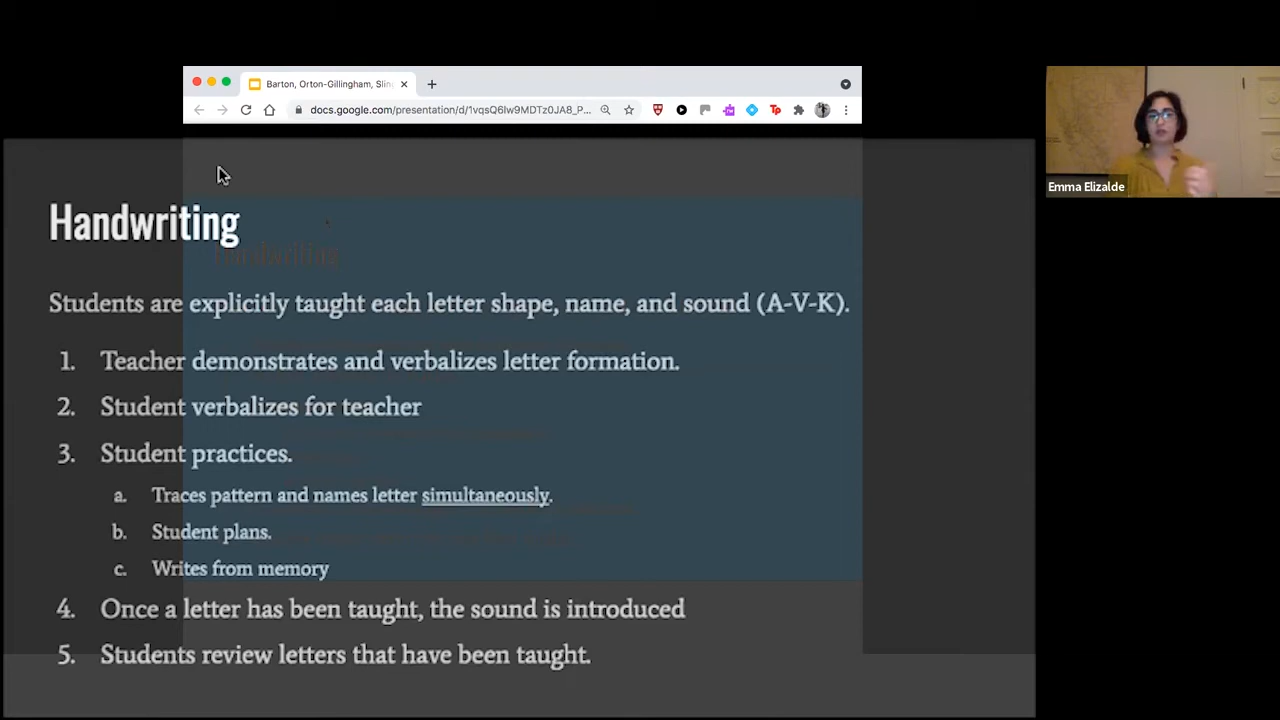 Barton, Orton-Gillingham, Slin
docs.google.com/presentation/d/1vqsQ6Iw9MDTz0JA8_P...
Emma Elizalde
Handwriting
Handwriting
Students are explicitly taught each letter shape, name, and sound (A-V-K).
1. Teacher demonstrates and verbalizes letter formation.
2. Student verbalizes for teacher
3. Student practices.
a. Traces pattern and names letter simultaneously.
b. Student plans.
c. Writes from memory
4. Once a letter has been taught, the sound is introduced
5. Students review letters that have been taught.